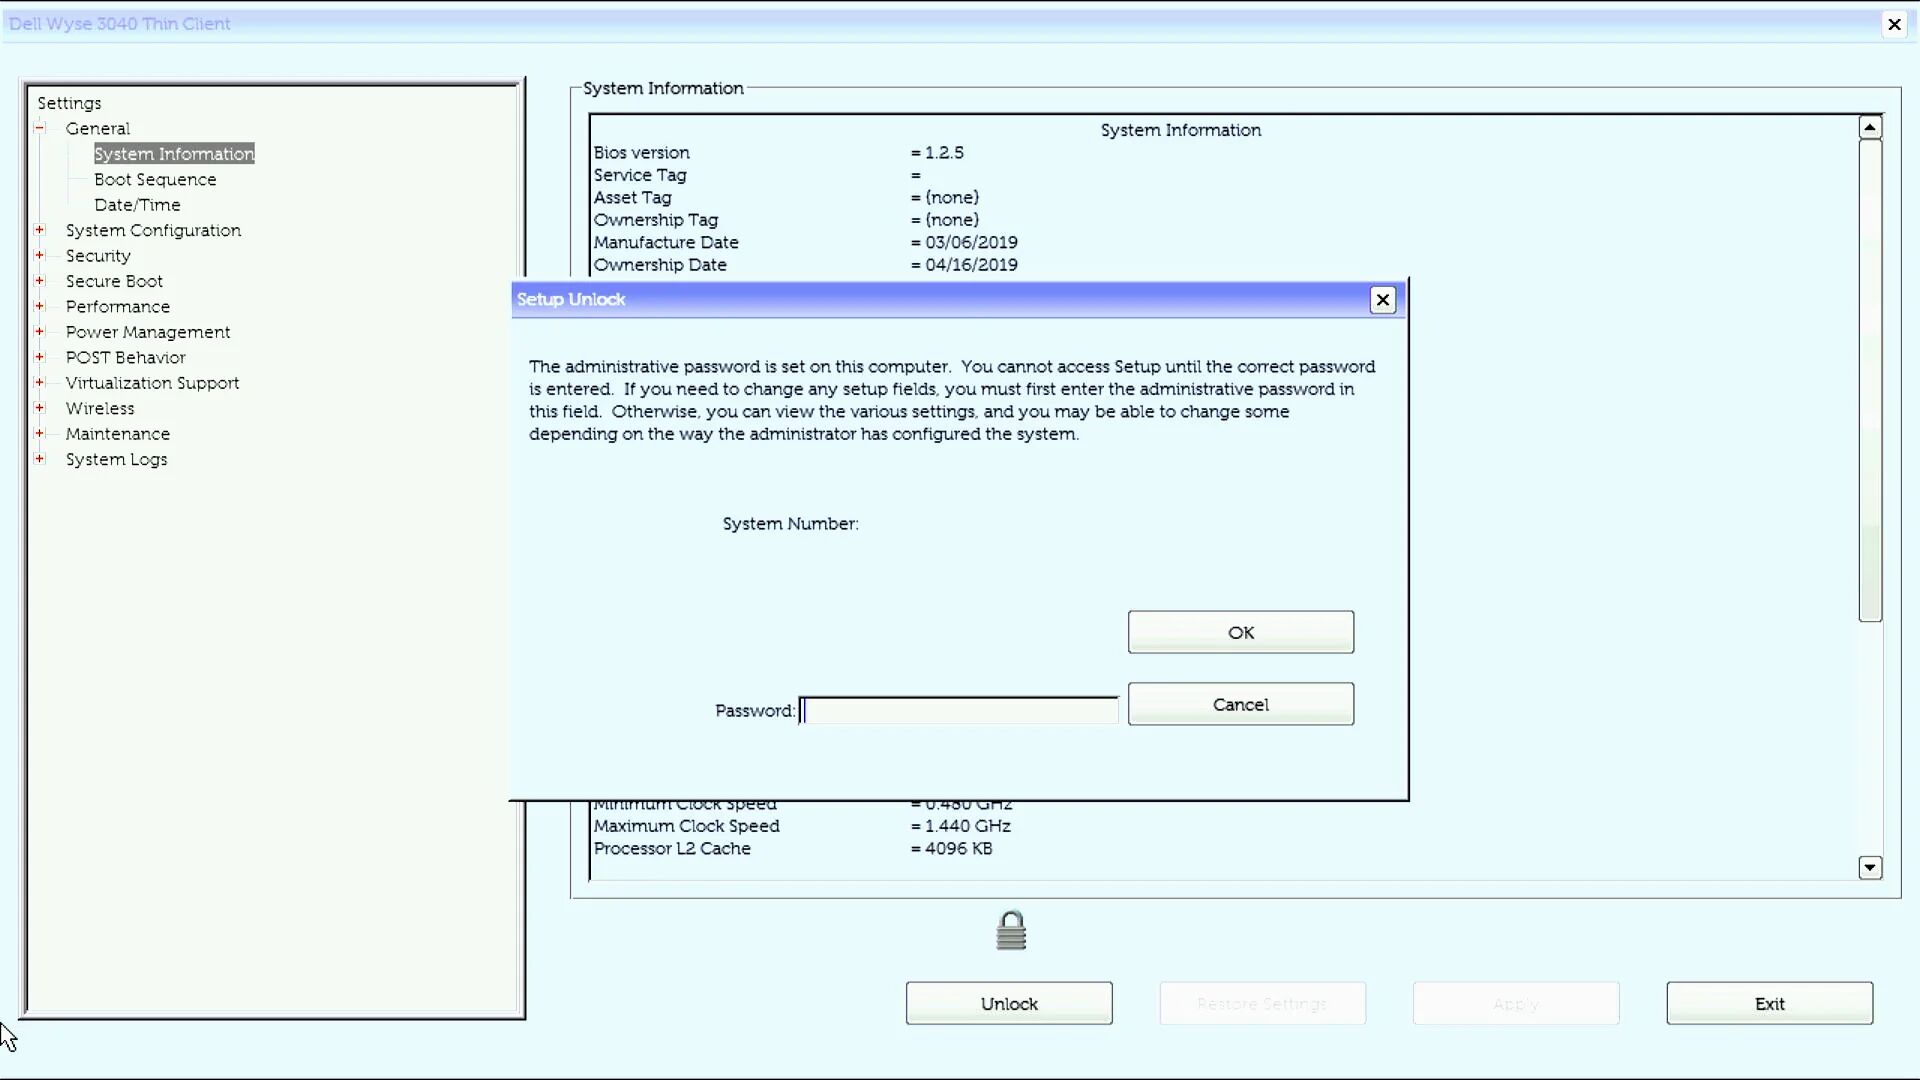 Dell Wyse 3040 Thin Client
Settings
General
System Information
Boot Sequence
Date/Time
System Configuration
Security
Secure Boot
Performance
Power Management
POST Behavior
Virtualization Support
Wireless
Maintenance
System Logs
System Information
System Information
Bios version = 1.2.5
Service Tag =
Asset Tag = {none}
Ownership Tag = {none}
Manufacture Date = 03/06/2019
Ownership Date = 04/16/2019
Setup Unlock
The administrative password is set on this computer.  You cannot access Setup until the correct password
is entered.  If you need to change any setup fields, you must first enter the administrative password in
this field.  Otherwise, you can view the various settings, and you may be able to change some
depending on the way the administrator has configured the system.
System Number:
OK
Password:
Cancel
Minimum Clock Speed = 0.480 GHz
Maximum Clock Speed = 1.440 GHz
Processor L2 Cache = 4096 KB
Unlock
Restore Settings
Apply
Exit